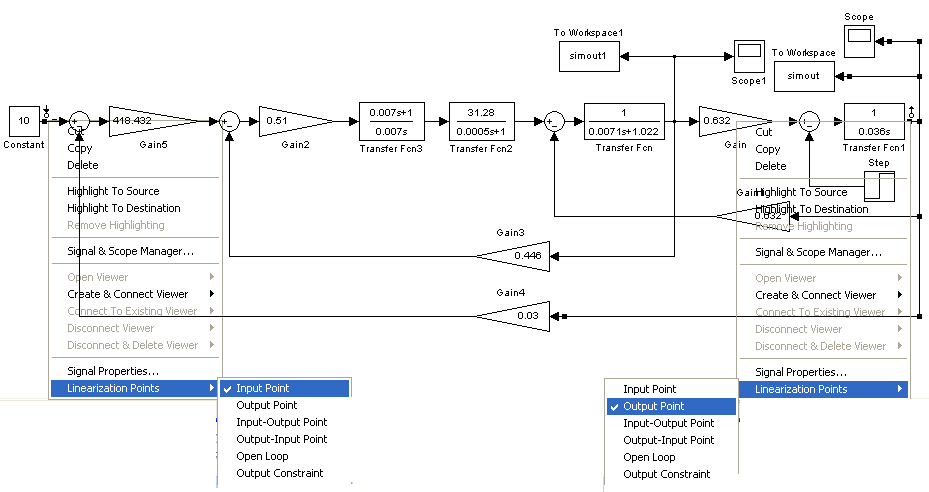 Scope
To Workspace1
simout1
Scope1
To Workspace
simout
10
Constant
418.432
Gain5
0.51
Gain2
0.007s+1
0.007s
Transfer Fcn3
31.28
0.0005s+1
Transfer Fcn2
1
0.0071s+1.022
Transfer Fcn
0.632
Gain
1
0.036s
Transfer Fcn1
Step
0.632
Gain3
0.446
Gain4
0.03
Cut
Copy
Delete
Highlight To Source
Highlight To Destination
Remove Highlighting
Signal & Scope Manager...
Open Viewer
Create & Connect Viewer
Connect To Existing Viewer
Disconnect Viewer
Disconnect & Delete Viewer
Signal Properties...
Linearization Points
Input Point
Output Point
Input-Output Point
Output-Input Point
Open Loop
Output Constraint
Cut
Copy
Delete
Highlight To Source
Highlight To Destination
Remove Highlighting
Signal & Scope Manager...
Open Viewer
Create & Connect Viewer
Connect To Existing Viewer
Disconnect Viewer
Disconnect & Delete Viewer
Signal Properties...
Linearization Points
Input Point
Output Point
Input-Output Point
Output-Input Point
Open Loop
Output Constraint